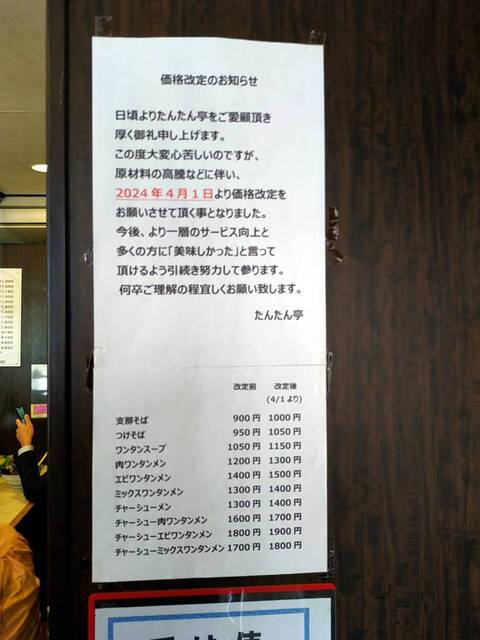 価格改定のお知らせ
日頃よりたんたん亭をご愛顧頂き
厚く御礼申し上げます。
この度大変心苦しいのですが、
原材料の高騰などに伴い、
2024年4月1日より価格改定を
お願いさせて頂く事となりました。
今後、より一層のサービス向上と
多くの方に「美味しかった」と言って
頂けるよう引続き努力して参ります。
何卒ご理解の程宜しくお願い致します。
たんたん亭
改定前 改定後
(4/1より)
支那そば 900円 1000円
つけそば 950円 1050円
ワンタンスープ 1050円 1150円
肉ワンタンメン 1200円 1300円
エビワンタンメン 1400円 1500円
ミックスワンタンメン 1300円 1400円
チャーシューメン 1300円 1400円
チャーシュー肉ワンタンメン 1600円 1700円
チャーシューエビワンタンメン 1800円 1900円
チャーシューミックスワンタンメン 1700円 1800円